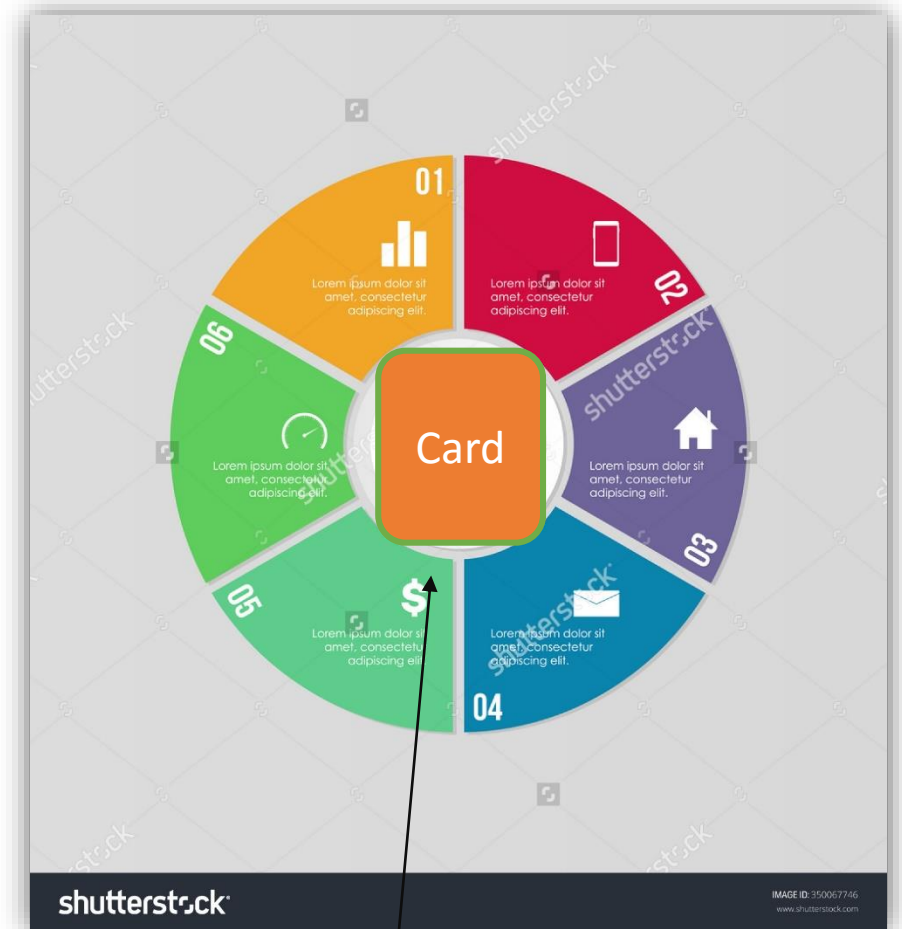 01
Lorem ipsum dolor sit
amet, consectetur
adipiscing elit.
02
Lorem ipsum dolor sit
amet, consectetur
adipiscing elit.
06
Lorem ipsum dolor sit
amet, consectetur
adipiscing elit.
Card
Lorem ipsum dolor sit
amet, consectetur
adipiscing elit.
03
05
$
Lorem ipsum dolor sit
amet, consectetur
adipiscing elit.
Lorem ipsum dolor sit
amet, consectetur
adipiscing elit.
04
shutterstock
shutterstock
shutterstock
shutterstock
IMAGE ID: 350067746
www.shutterstock.com